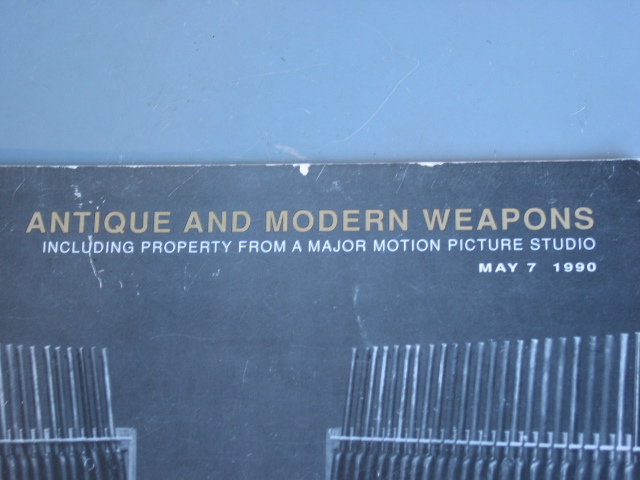 ANTIQUE AND MODERN WEAPONS
INCLUDING PROPERTY FROM A MAJOR MOTION PICTURE STUDIO
MAY 7 1990